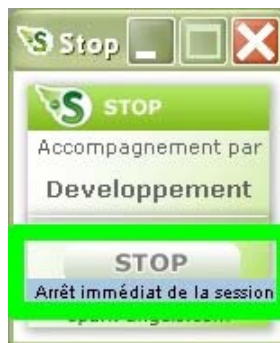 Stop
STOP
Accompagnement par
Developpement
STOP
Arrêt immédiat de la session